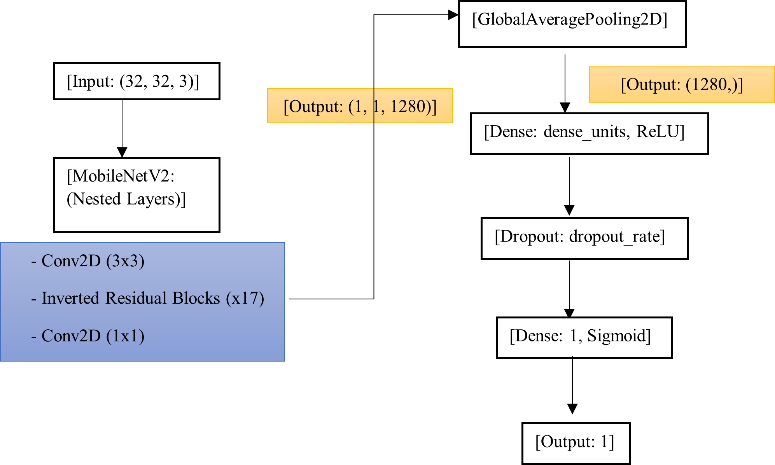 [Input: (32, 32, 3)]
[MobileNetV2:
(Nested Layers)]
- Conv2D (3x3)
- Inverted Residual Blocks (x17)
- Conv2D (1x1)
[Output: (1, 1, 1280)]
[GlobalAveragePooling2D]
[Output: (1280,)]
[Dense: dense_units, ReLU]
[Dropout: dropout_rate]
[Dense: 1, Sigmoid]
[Output: 1]